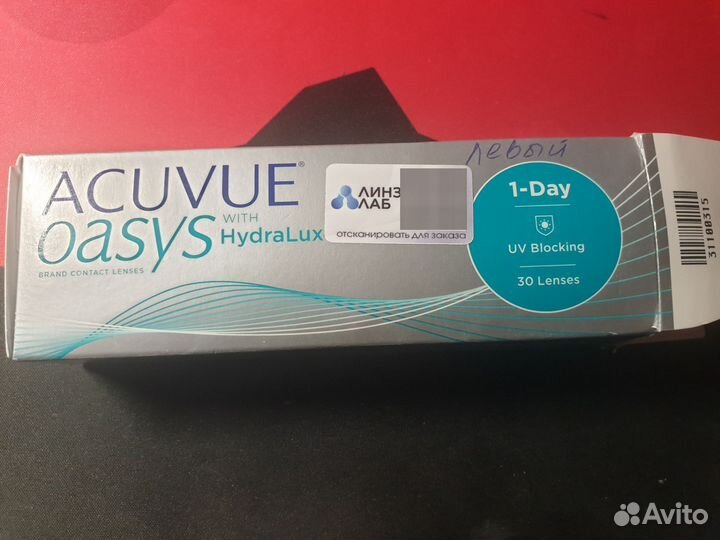 левый
ACUVUE®
oasys WITH HydraLux
BRAND CONTACT LENSES
ЛИНЗ
ЛАБ
отсканировать для заказа
1-Day
UV Blocking
30 Lenses
31100315
Avito